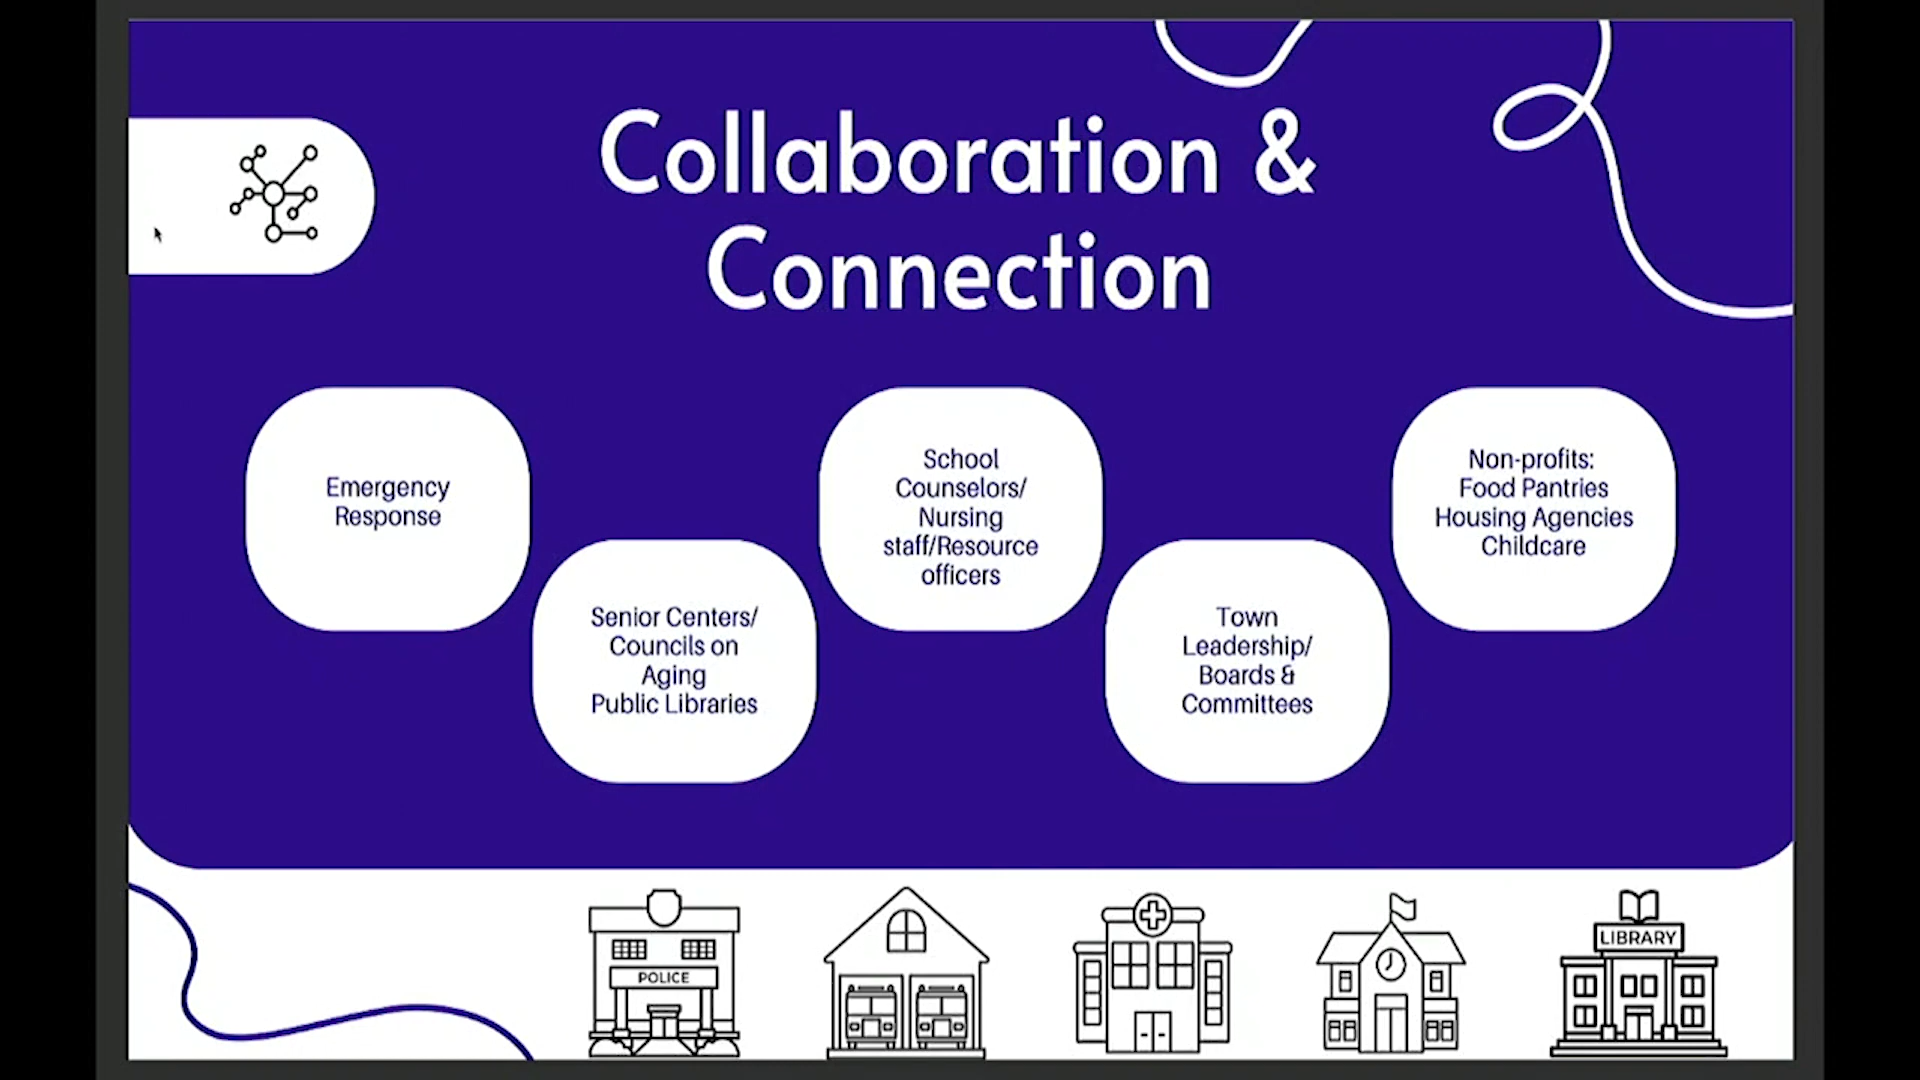 Collaboration &
Connection
Emergency
Response
Senior Centers/
Councils on
Aging
Public Libraries
School
Counselors/
Nursing
staff/Resource
officers
Town
Leadership/
Boards &
Committees
Non-profits:
Food Pantries
Housing Agencies
Childcare
POLICE
LIBRARY